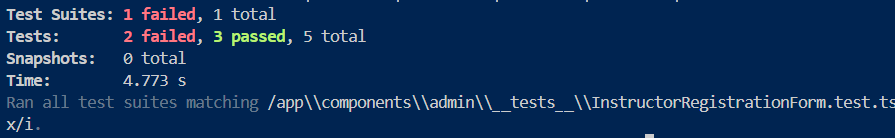 Test Suites: 1 failed, 1 total
Tests:       2 failed, 3 passed, 5 total
Snapshots:   0 total
Time:        4.773 s
Ran all test suites matching /app\\components\\admin\\__tests__\\InstructorRegistrationForm.test.ts
x/i.